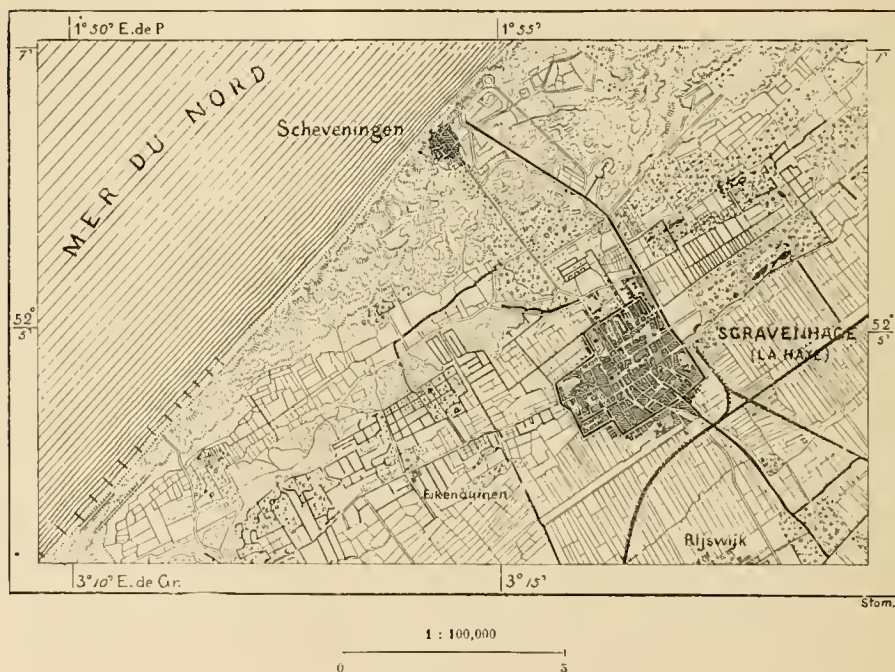 1°50' E. de P
1°55'
7'
7'
MER DU NORD
Scheveningen
52°
5'
52°
5'
SGRAVENHAGE
(LA HAYE)
Eikenduinen
Rijswijk
3°10' E. de Gr.
3°15'
Stom.
1 : 100,000
0
5